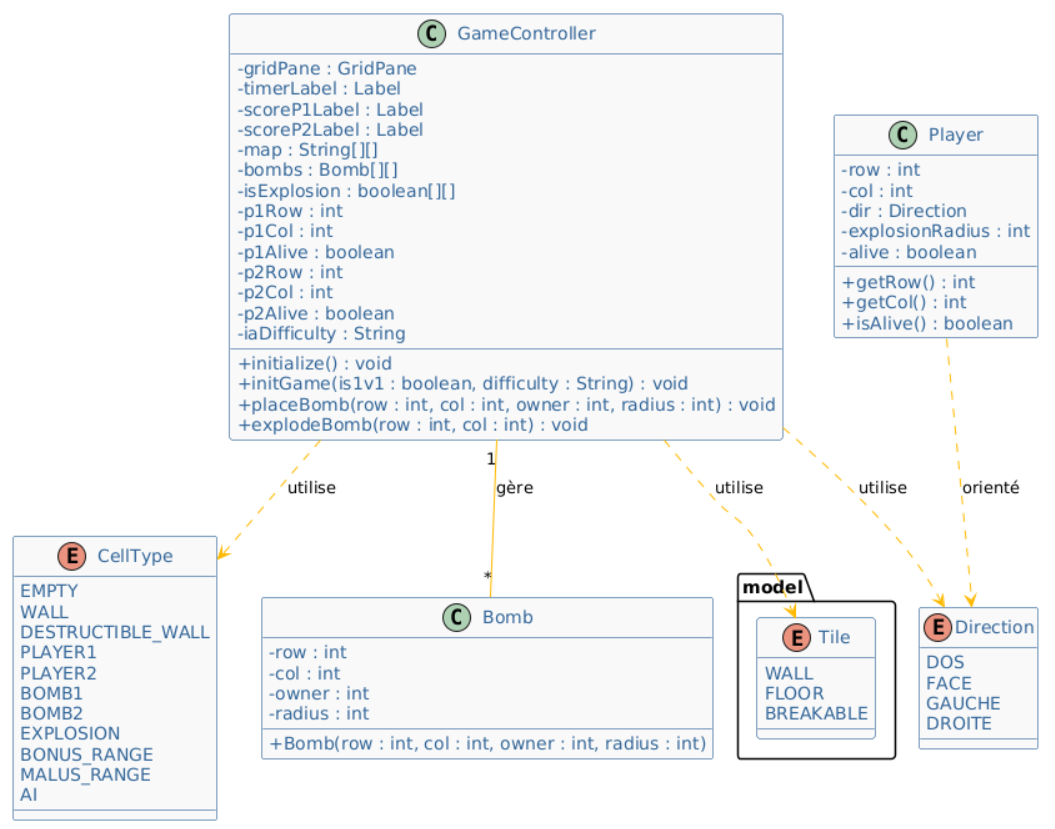 C GameController
-gridPane : GridPane
-timerLabel : Label
-scoreP1Label : Label
-scoreP2Label : Label
-map : String[][]
-bombs : Bomb[][]
-isExplosion : boolean[][]
-p1Row : int
-p1Col : int
-p1Alive : boolean
-p2Row : int
-p2Col : int
-p2Alive : boolean
-iaDifficulty : String
+initialize() : void
+initGame(is1v1 : boolean, difficulty : String) : void
+placeBomb(row : int, col : int, owner : int, radius : int) : void
+explodeBomb(row : int, col : int) : void
C Player
-row : int
-col : int
-dir : Direction
-explosionRadius : int
-alive : boolean
+getRow() : int
+getCol() : int
+isAlive() : boolean
utilise
1
gère
*
utilise
utilise
orienté
E CellType
EMPTY
WALL
DESTRUCTIBLE_WALL
PLAYER1
PLAYER2
BOMB1
BOMB2
EXPLOSION
BONUS_RANGE
MALUS_RANGE
AI
C Bomb
-row : int
-col : int
-owner : int
-radius : int
+Bomb(row : int, col : int, owner : int, radius : int)
model
E Tile
WALL
FLOOR
BREAKABLE
E Direction
DOS
FACE
GAUCHE
DROITE